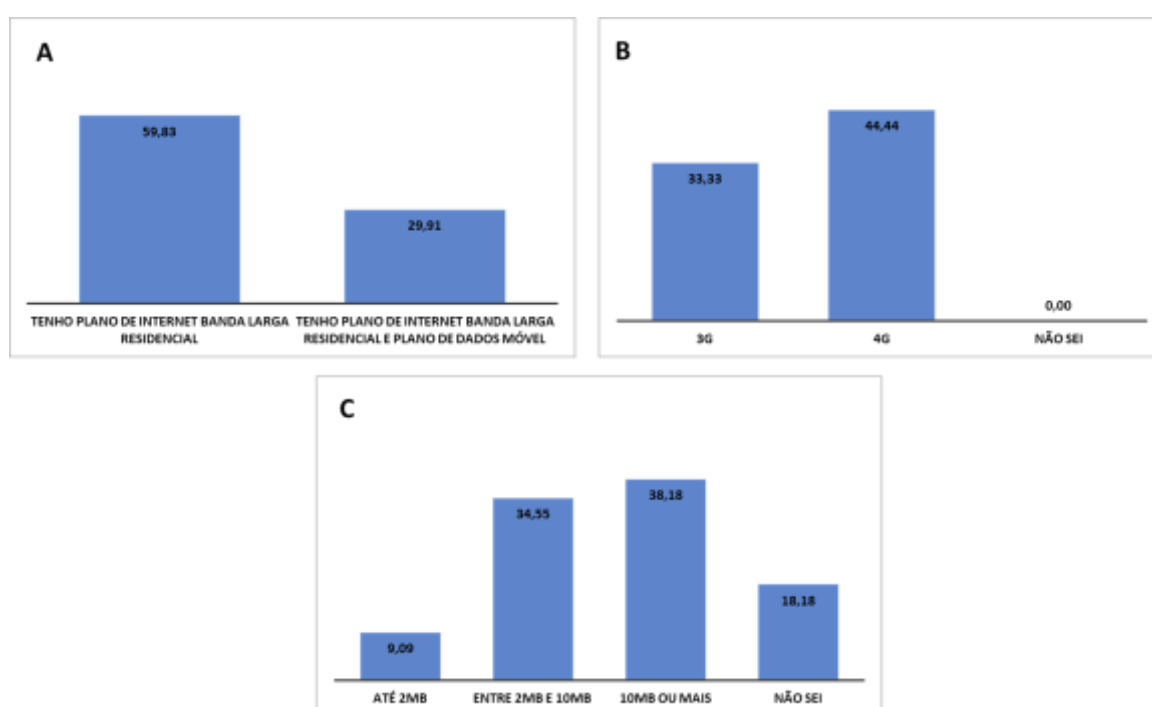 A
59,83
29,91
TENHO PLANO DE INTERNET BANDA LARGA
RESIDENCIAL
TENHO PLANO DE INTERNET BANDA LARGA
RESIDENCIAL E PLANO DE DADOS MÓVEL
B
33,33
44,44
0,00
3G
4G
NÃO SEI
C
9,09
34,55
38,18
18,18
ATÉ 2MB
ENTRE 2MB E 10MB
10MB OU MAIS
NÃO SEI